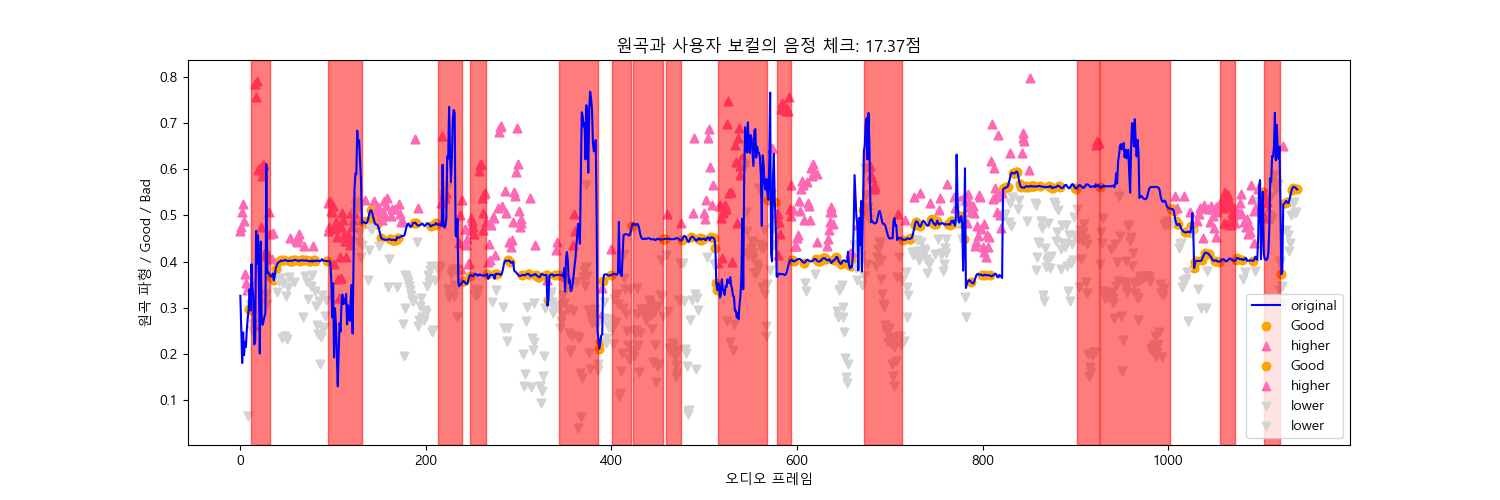 원곡과 사용자 보컬의 음정 체크: 17.37점
원곡 파형 / Good / Bad
0.8
0.7
0.6
0.5
0.4
0.3
0.2
0.1
0 200 400 600 800 1000
오디오 프레임
original
Good
higher
Good
higher
lower
lower